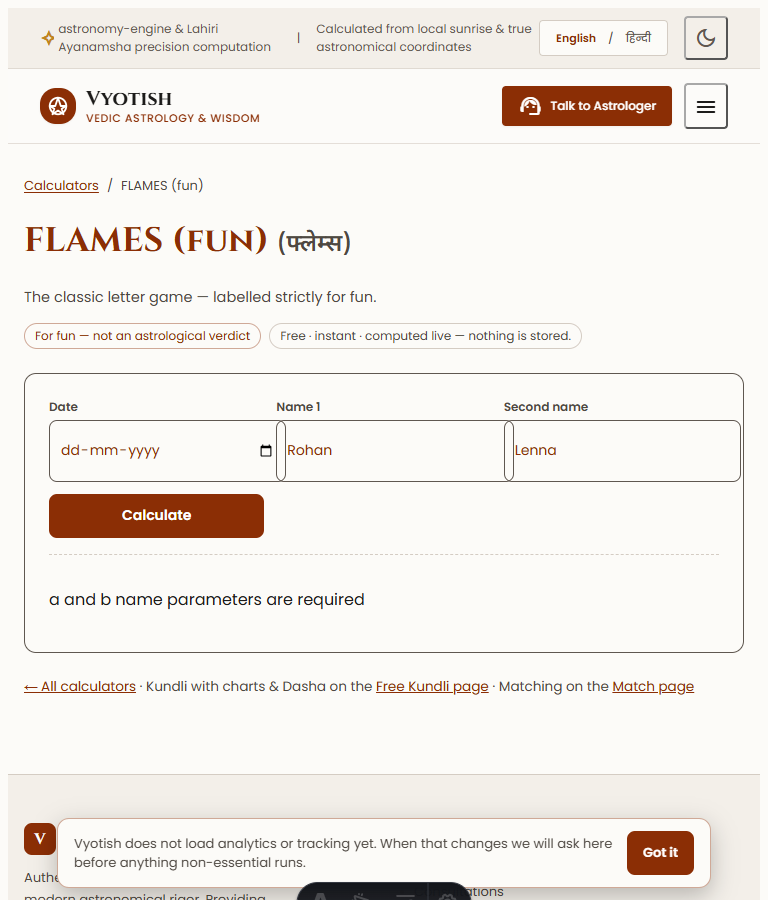 astronomy-engine & Lahiri
Ayanamsha precision computation
|
Calculated from local sunrise & true
astronomical coordinates
English / हिन्दी
Vyotish
VEDIC ASTROLOGY & WISDOM
Talk to Astrologer
Calculators / FLAMES (fun)
FLAMES (fun) (फ्लेम्स)
The classic letter game — labelled strictly for fun.
For fun — not an astrological verdict
Free · instant · computed live — nothing is stored.
Date Name 1 Second name
dd-mm-yyyy Rohan Lenna
Calculate
a and b name parameters are required
← All calculators · Kundli with charts & Dasha on the Free Kundli page · Matching on the Match page
V
Vyotish does not load analytics or tracking yet. When that changes we will ask here
before anything non-essential runs.
Got it
modern astronomical rigor. Providing